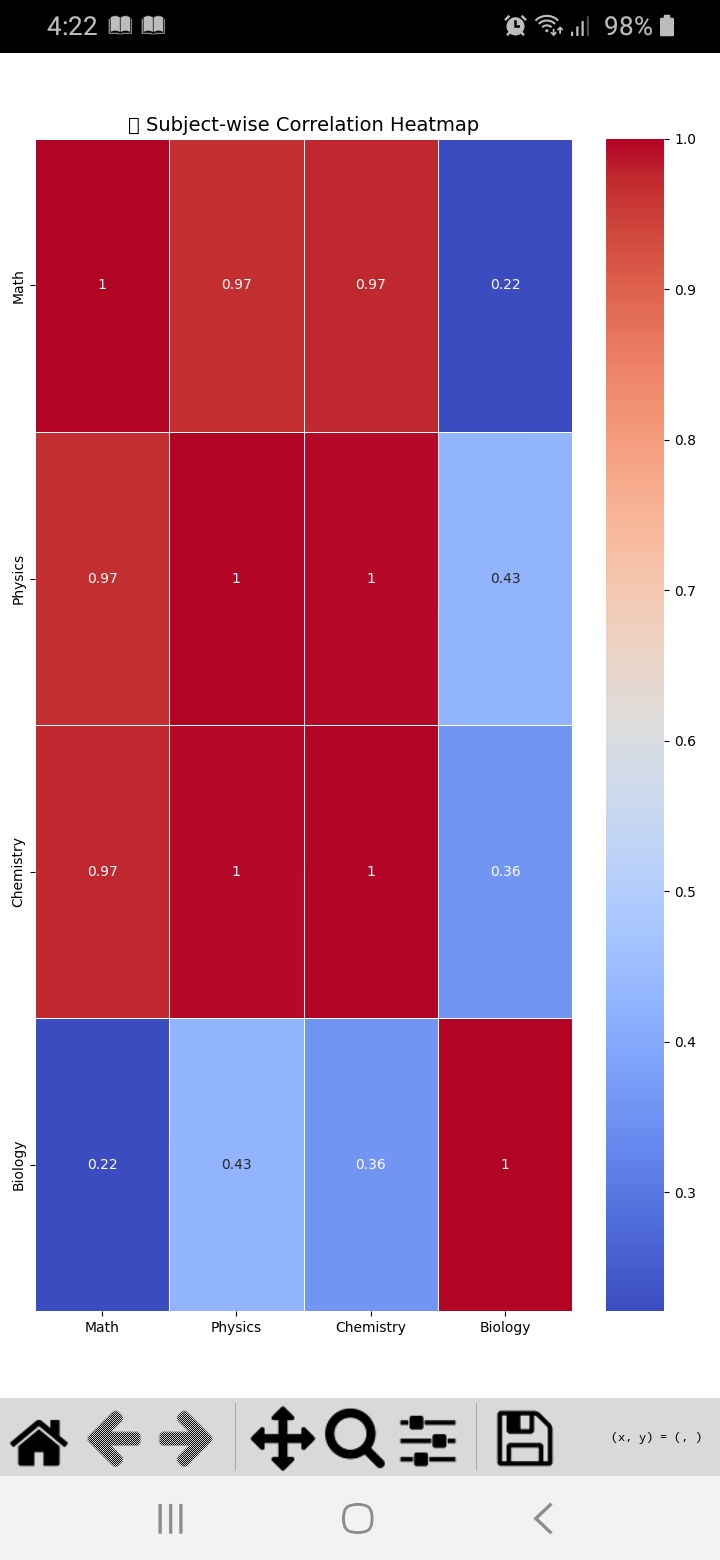 4:22 98%
Subject-wise Correlation Heatmap
1.0
0.9
0.8
0.7
0.6
0.5
0.4
0.3
Math 1 0.97 0.97 0.22
Physics 0.97 1 1 0.43
Chemistry 0.97 1 1 0.36
Biology 0.22 0.43 0.36 1
Math Physics Chemistry Biology
(x, y) = (, )